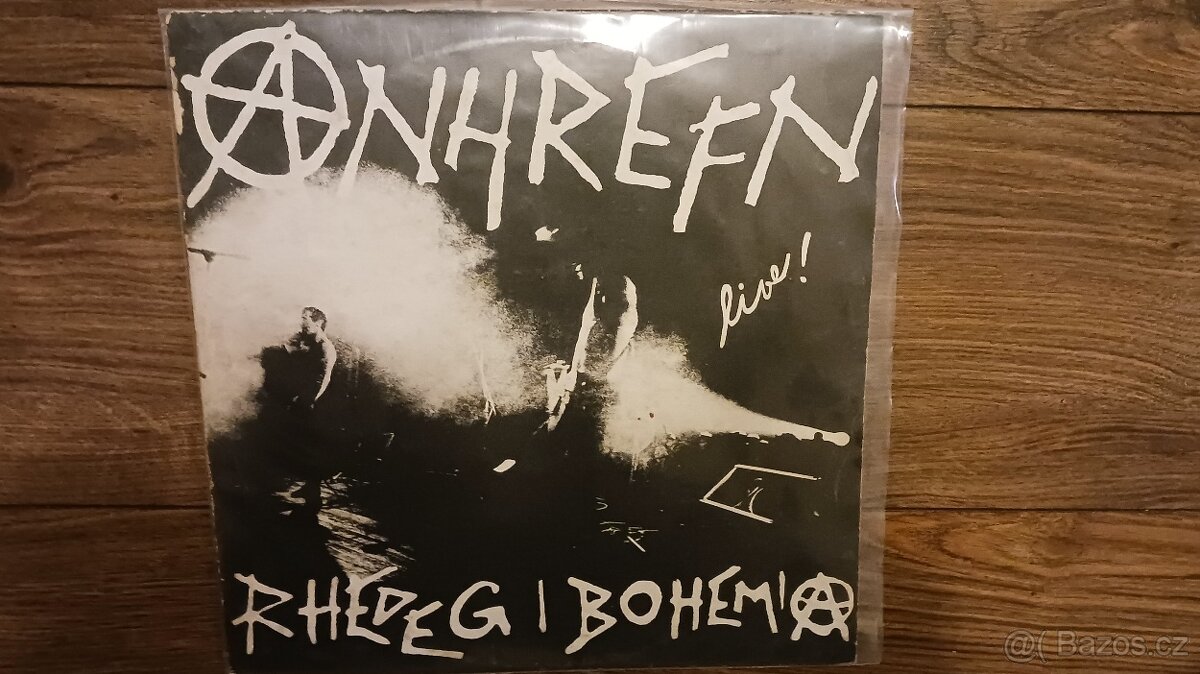 ANHREFN
live!
RHEDEG I BOHEMIA
@( Bazos.cz